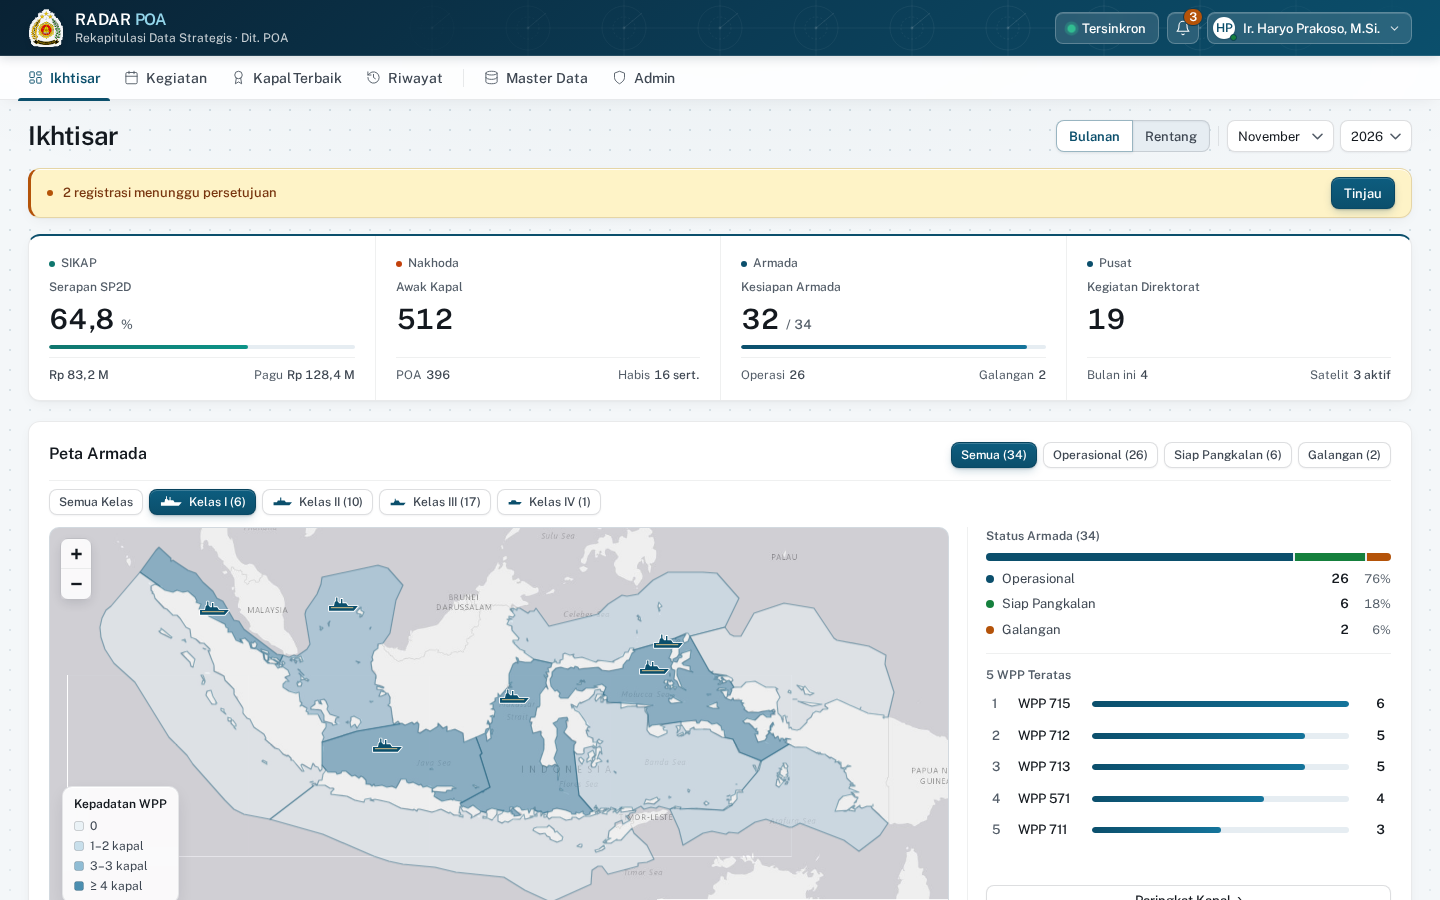 RADAR POA
Rekapitulasi Data Strategis · Dit. POA
Tersinkron
3
HP
Ir. Haryo Prakoso, M.Si.
Ikhtisar
Kegiatan
Kapal Terbaik
Riwayat
Master Data
Admin
Ikhtisar
Bulanan
Rentang
November
2026
2 registrasi menunggu persetujuan
Tinjau
SIKAP
Serapan SP2D
64,8 %
Rp 83,2 M
Pagu Rp 128,4 M
Nakhoda
Awak Kapal
512
POA 396
Habis 16 sert.
Armada
Kesiapan Armada
32 / 34
Operasi 26
Galangan 2
Pusat
Kegiatan Direktorat
19
Bulan ini 4
Satelit 3 aktif
Peta Armada
Semua (34)
Operasional (26)
Siap Pangkalan (6)
Galangan (2)
Semua Kelas
Kelas I (6)
Kelas II (10)
Kelas III (17)
Kelas IV (1)
+
−
Sulu Sea
PALAU
MALAYSIA
BRUNEI
DARUSSALAM
Celebes Sea
Molucca Sea
Java Sea
INDONESIA
Banda Sea
PAPUA N
GUINEA
MOR-LESTE
Arafura Sea
Timor Sea
Kepadatan WPP
0
1–2 kapal
3–3 kapal
≥ 4 kapal
Status Armada (34)
Operasional 26 76%
Siap Pangkalan 6 18%
Galangan 2 6%
5 WPP Teratas
1 WPP 715 6
2 WPP 712 5
3 WPP 713 5
4 WPP 571 4
5 WPP 711 3
Peringkat Kapal